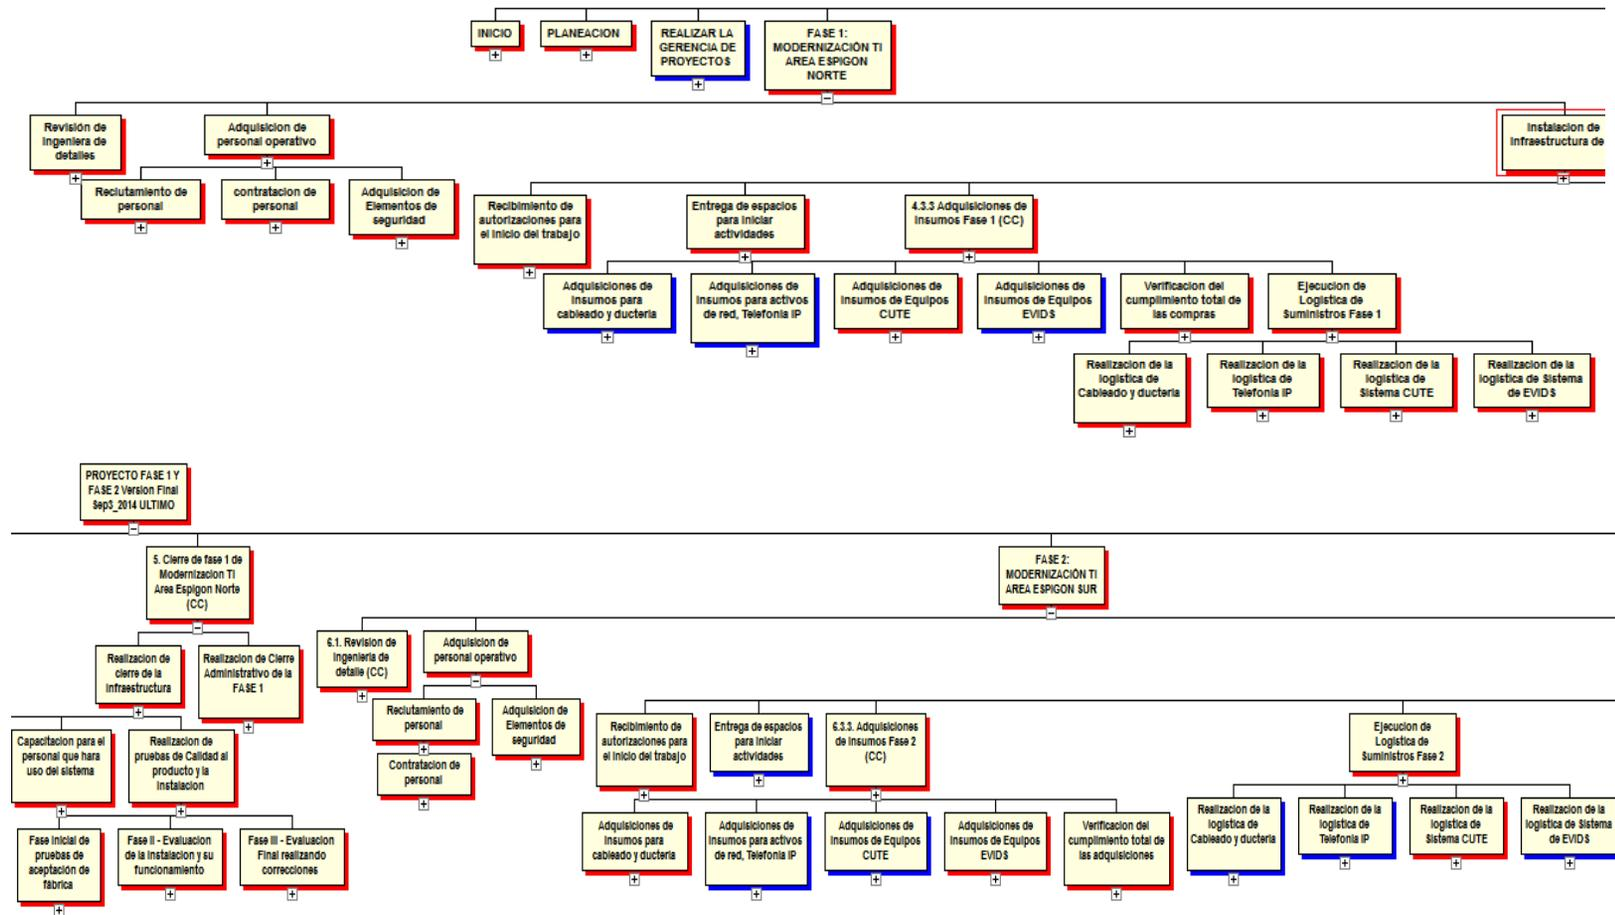 INICIO
PLANEACION
REALIZAR LA
GERENCIA DE
PROYECTOS
FASE 1:
MODERNIZACIÓN TI
AREA ESPIGON
NORTE
Revisión de
Ingeniera de
detalles
Adquisicion de
personal operativo
Instalacion de
Infraestructura de
Reclutamiento de
personal
contratacion de
personal
Adquisicion de
Elementos de
seguridad
Recibimiento de
autorizaciones para
el Inicio del trabajo
Entrega de espacios
para Iniciar
actividades
4.3.3 Adquisiciones de
Insumos Fase 1 (CC)
Adquisiciones de
Insumos para
cableado y ducteria
Adquisiciones de
Insumos para activos
de red, Telefonia IP
Adquisiciones de
Insumos de Equipos
CUTE
Adquisiciones de
Insumos de Equipos
EVIDS
Verificacion del
cumplimiento total de
las compras
Ejecucion de
Logistica de
Suministros Fase 1
Realizacion de la
logistica de
Cableado y ducteria
Realizacion de la
logistica de
Telefonia IP
Realizacion de la
logistica de
Sistema CUTE
Realizacion de la
logistica de Sistema
de EVIDS
PROYECTO FASE 1 Y
FASE 2 Version Final
Sep3_2014 ULTIMO
5. Cierre de fase 1 de
Modernizacion TI
Area Espigon Norte
(CC)
FASE 2:
MODERNIZACIÓN TI
AREA ESPIGON SUR
Realizacion de
cierre de la
Infraestructura
Realizacion de Cierre
Administrativo de la
FASE 1
6.1. Revision de
Ingenieria de
detalle (CC)
Adquisicion de
personal operativo
Reclutamiento de
personal
Adquisicion de
Elementos de
seguridad
Contratacion de
personal
Recibimiento de
autorizaciones para
el Inicio del trabajo
Entrega de espacios
para Iniciar
actividades
6.3.3. Adquisiciones
de Insumos Fase 2
(CC)
Ejecucion de
Logistica de
Suministros Fase 2
Capacitacion para el
personal que hara
uso del sistema
Realizacion de
pruebas de Calidad al
producto y la
Instalacion
Fase Inicial de
pruebas de
aceptación de
fábrica
Fase II - Evaluacion
de la Instalacion y su
funcionamiento
Fase III - Evaluacion
Final realizando
correcciones
Adquisiciones de
Insumos para
cableado y ducteria
Adquisiciones de
Insumos para activos
de red, Telefonia IP
Adquisiciones de
Insumos de Equipos
CUTE
Adquisiciones de
Insumos de Equipos
EVIDS
Verificacion del
cumplimiento total de
las adquisiciones
Realizacion de la
logistica de
Cableado y ducteria
Realizacion de la
logistica de
Telefonia IP
Realizacion de la
logistica de
Sistema CUTE
Realizacion de la
logistica de Sistema
de EVIDS